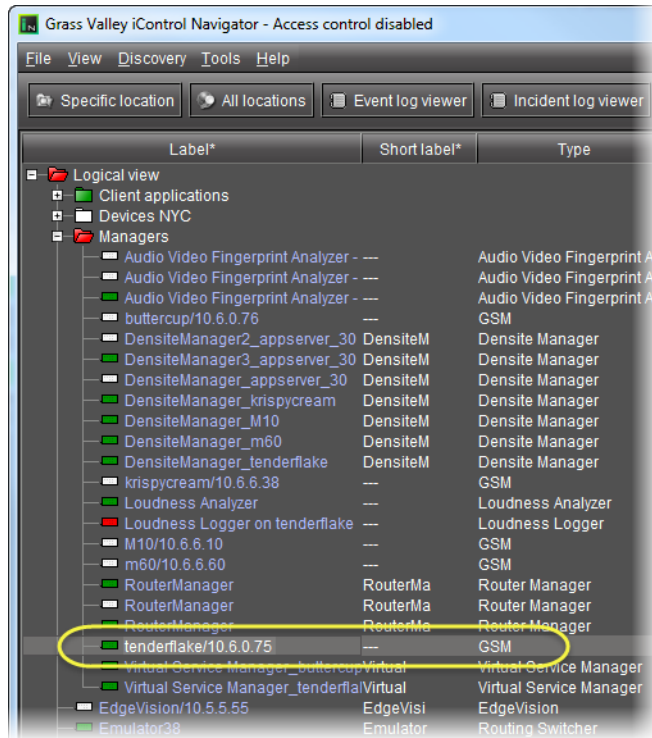 Grass Valley iControl Navigator - Access control disabled
File View Discovery Tools Help
Specific location All locations Event log viewer Incident log viewer
Label* Short label* Type
Logical view
Client applications
Devices NYC
Managers
Audio Video Fingerprint Analyzer - --- Audio Video Fingerprint A
Audio Video Fingerprint Analyzer - --- Audio Video Fingerprint A
Audio Video Fingerprint Analyzer - --- Audio Video Fingerprint A
buttercup/10.6.0.76 --- GSM
DensiteManager2_appserver_30 DensiteM Densite Manager
DensiteManager3_appserver_30 DensiteM Densite Manager
DensiteManager_appserver_30 DensiteM Densite Manager
DensiteManager_krispycream DensiteM Densite Manager
DensiteManager_M10 DensiteM Densite Manager
DensiteManager_m60 DensiteM Densite Manager
DensiteManager_tenderflake DensiteM Densite Manager
krispycream/10.6.6.38 --- GSM
Loudness Analyzer --- Loudness Analyzer
Loudness Logger on tenderflake --- Loudness Logger
M10/10.6.6.10 --- GSM
m60/10.6.6.60 --- GSM
RouterManager RouterMa Router Manager
RouterManager RouterMa Router Manager
RouterManager RouterMa Router Manager
tenderflake/10.6.0.75 --- GSM
Virtual Service Manager_buttercup Virtual Virtual Service Manager
Virtual Service Manager_tenderfla Virtual Virtual Service Manager
EdgeVision/10.5.5.55 EdgeVisi EdgeVision
Emulator38 Emulator Routing Switcher